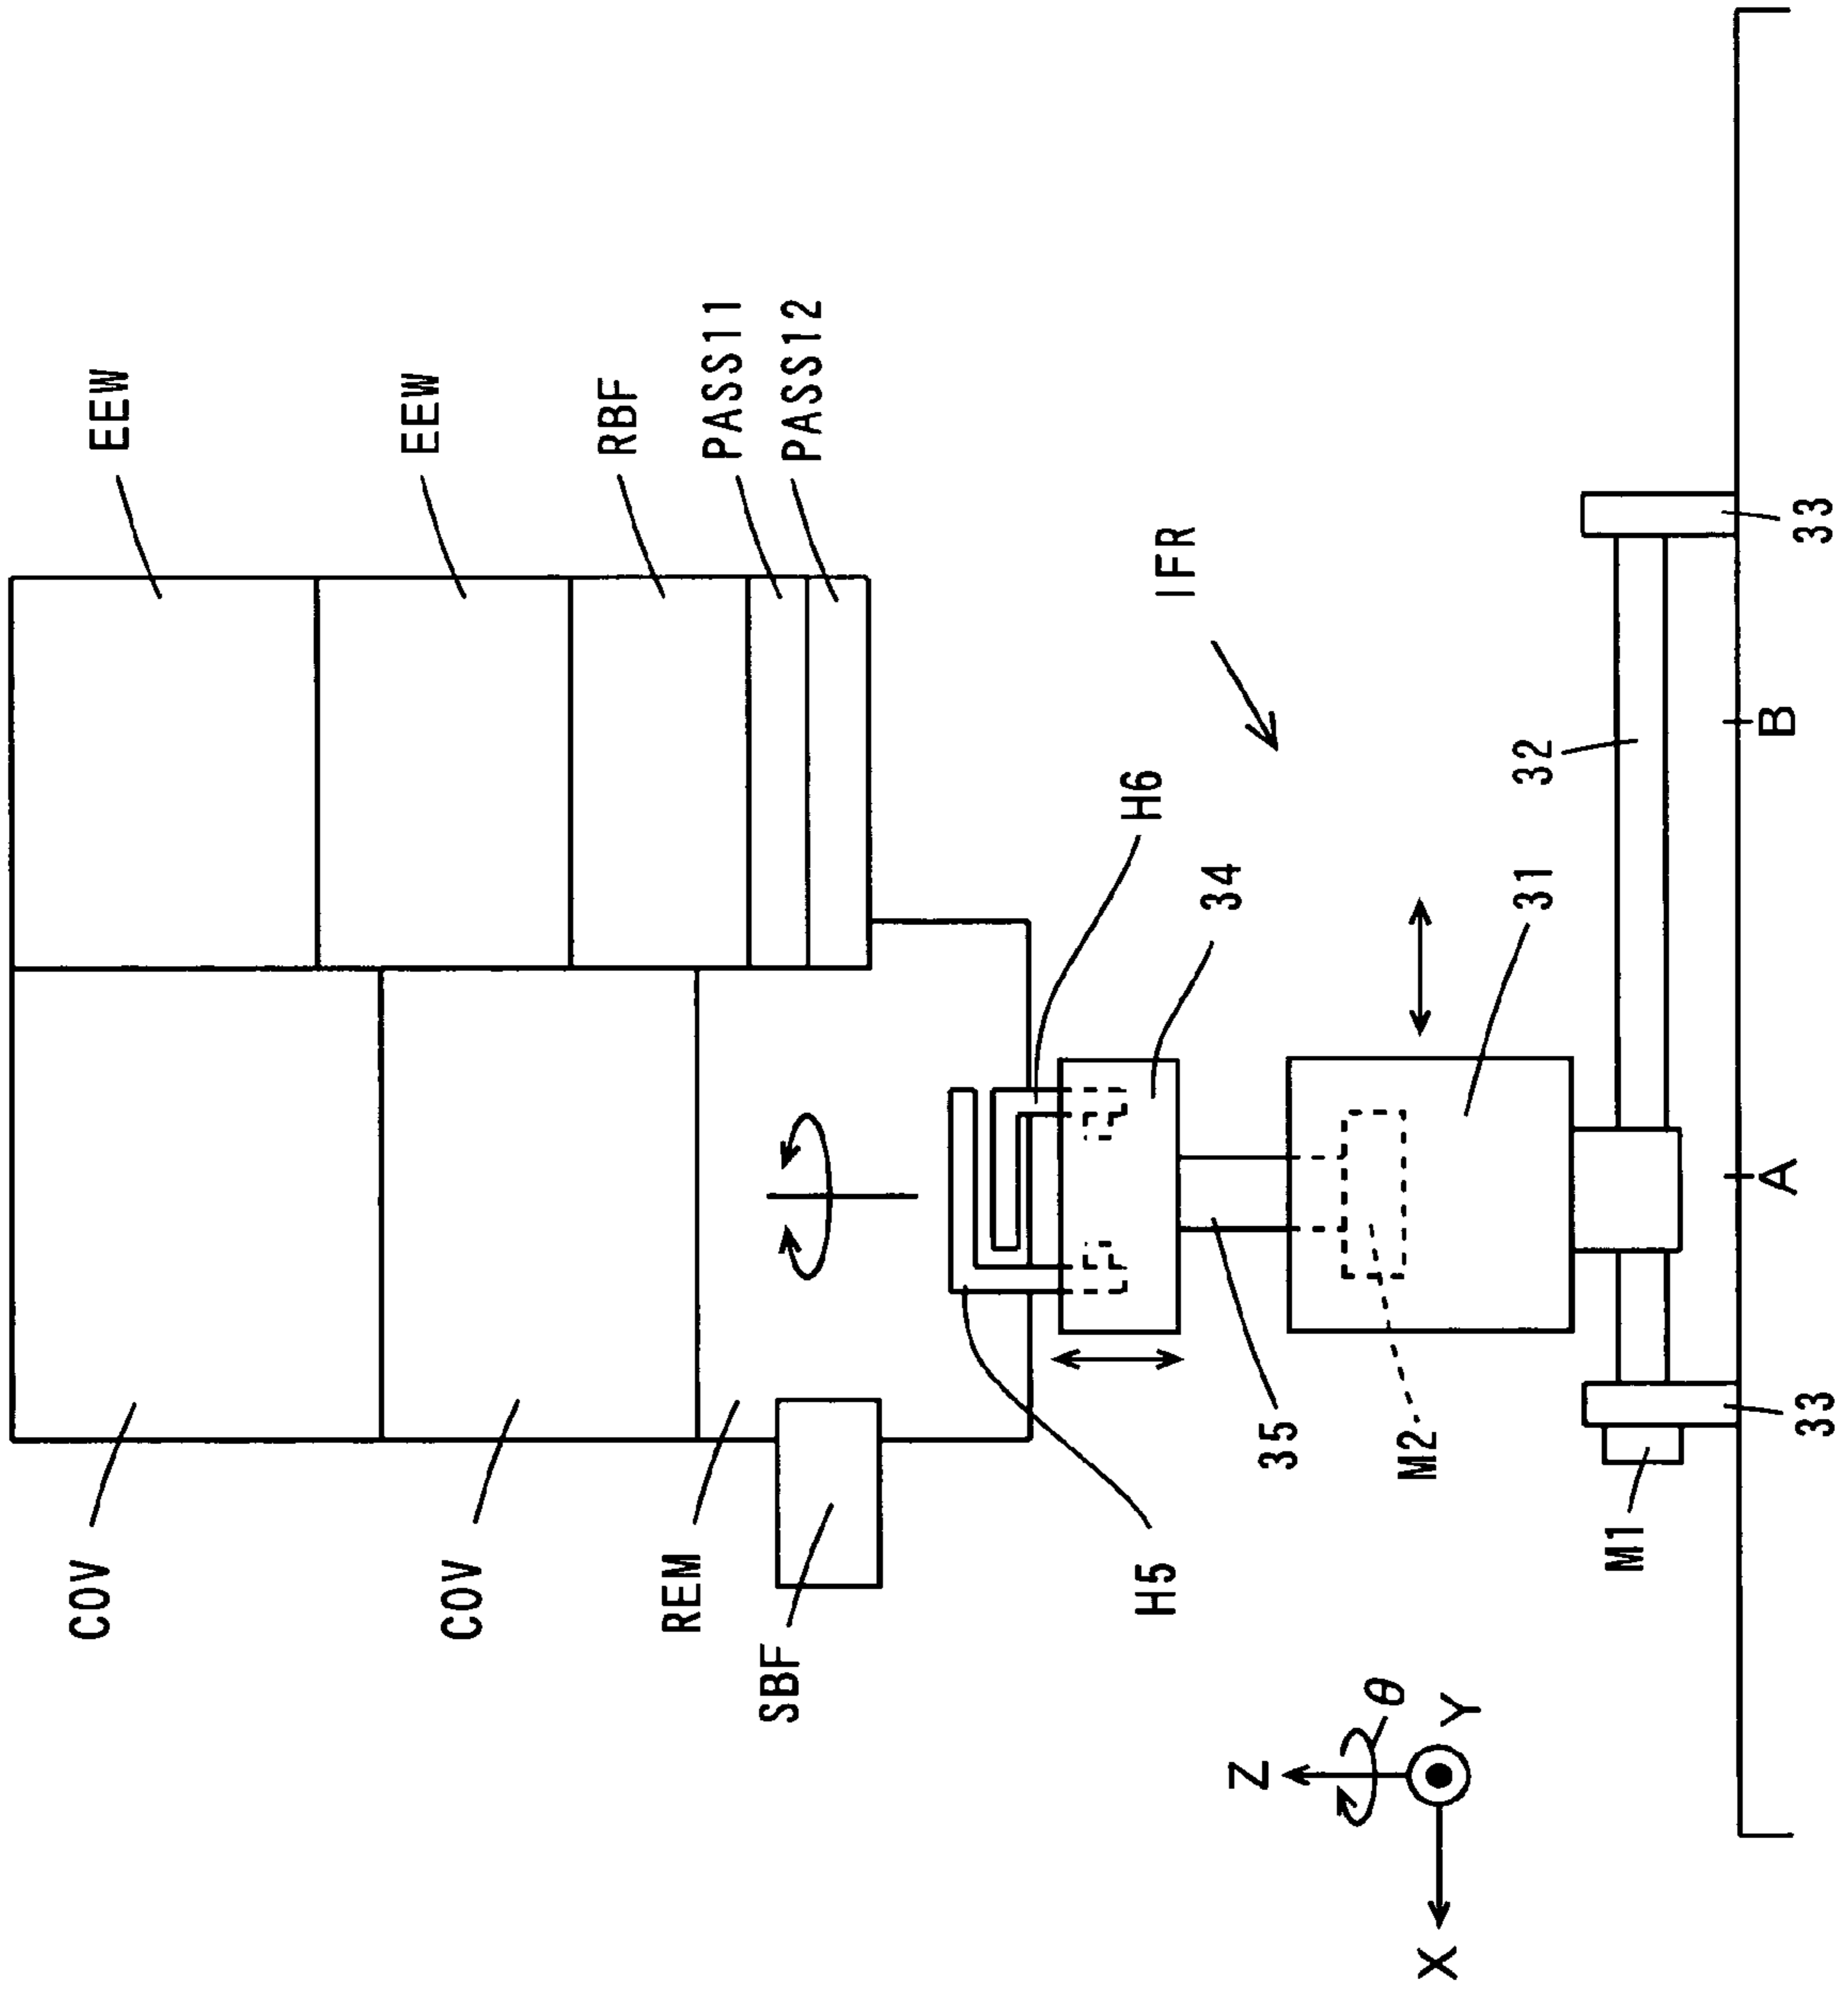 EEW
EEW
RBF
PASS11
PASS12
IFR
H6
34
32
31
33
B
A
COV
COV
REM
SBF
H5
35
M2
M1
33
Z
θ
Y
X